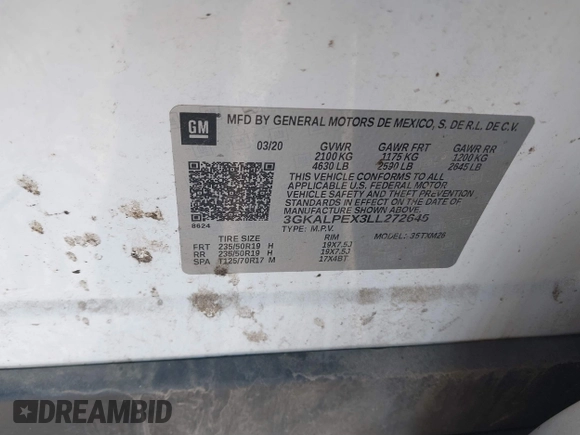 GM
MFD BY GENERAL MOTORS DE MEXICO, S. DE R.L. DE C.V.
03/20 GVWR GAWR FRT GAWR RR
2100 KG 1175 KG 1200 KG
4630 LB 2590 LB 2645 LB
THIS VEHICLE CONFORMS TO ALL
APPLICABLE U.S. FEDERAL MOTOR
VEHICLE SAFETY AND THEFT PREVENTION
STANDARDS IN EFFECT ON THE DATE OF
MANUFACTURE SHOWN ABOVE.
3GKALPEX3LL272645
8624 TYPE: M.P.V. MODEL: 3STXM26
TIRE SIZE RIM
FRT 235/50R19 H 19X7.5J
RR 235/50R19 H 19X7.5J
SPA T125/70R17 M 17X4BT
DREAMBID